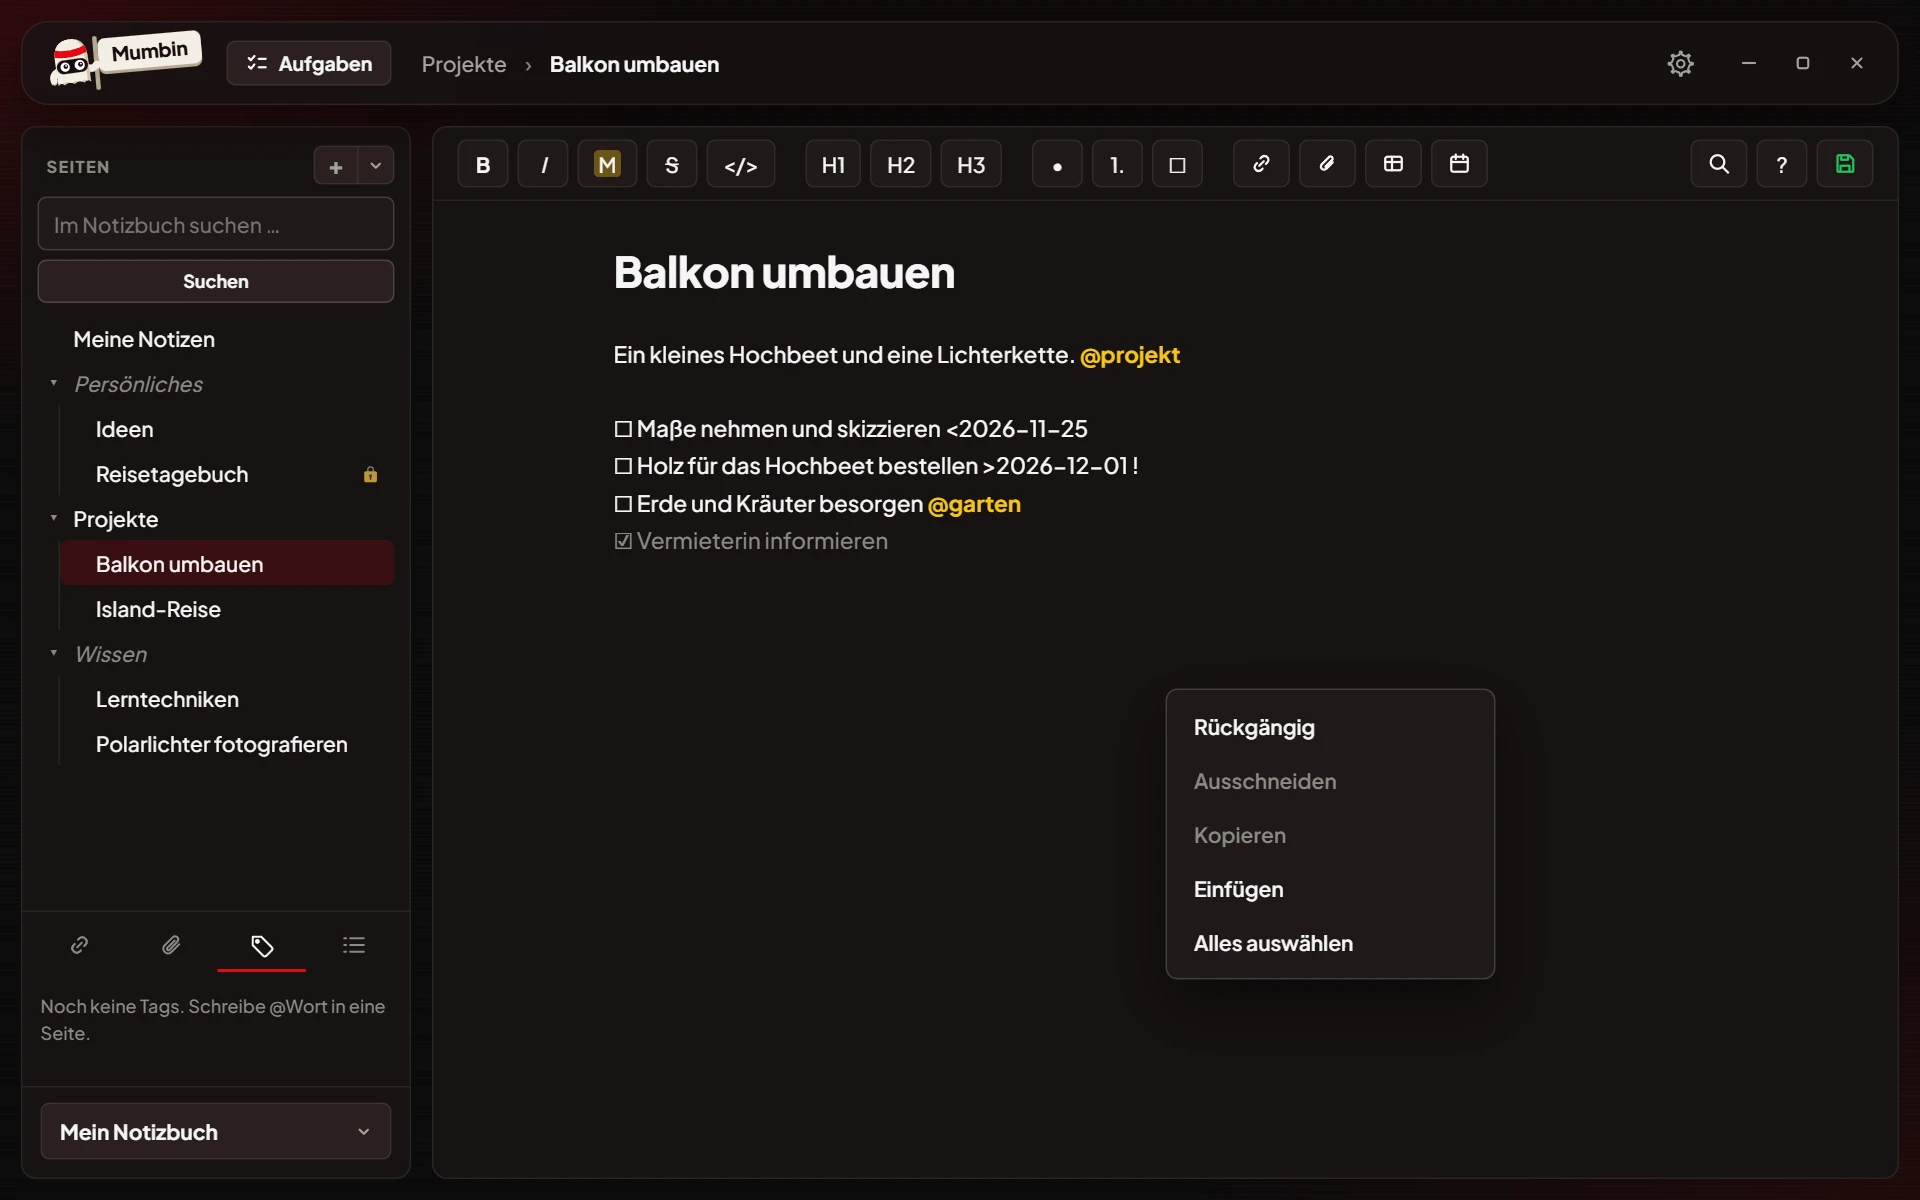 Mumbin
Aufgaben
Projekte › Balkon umbauen
SEITEN
+
Im Notizbuch suchen ...
Suchen
Meine Notizen
Persönliches
Ideen
Reisetagebuch
Projekte
Balkon umbauen
Island-Reise
Wissen
Lerntechniken
Polarlichter fotografieren
Noch keine Tags. Schreibe @Wort in eine
Seite.
Mein Notizbuch
B I M S </> H1 H2 H3 • 1. ☐ ?
Balkon umbauen
Ein kleines Hochbeet und eine Lichterkette. @projekt
☐ Maße nehmen und skizzieren <2026-11-25
☐ Holz für das Hochbeet bestellen >2026-12-01 !
☐ Erde und Kräuter besorgen @garten
☑ Vermieterin informieren
Rückgängig
Ausschneiden
Kopieren
Einfügen
Alles auswählen